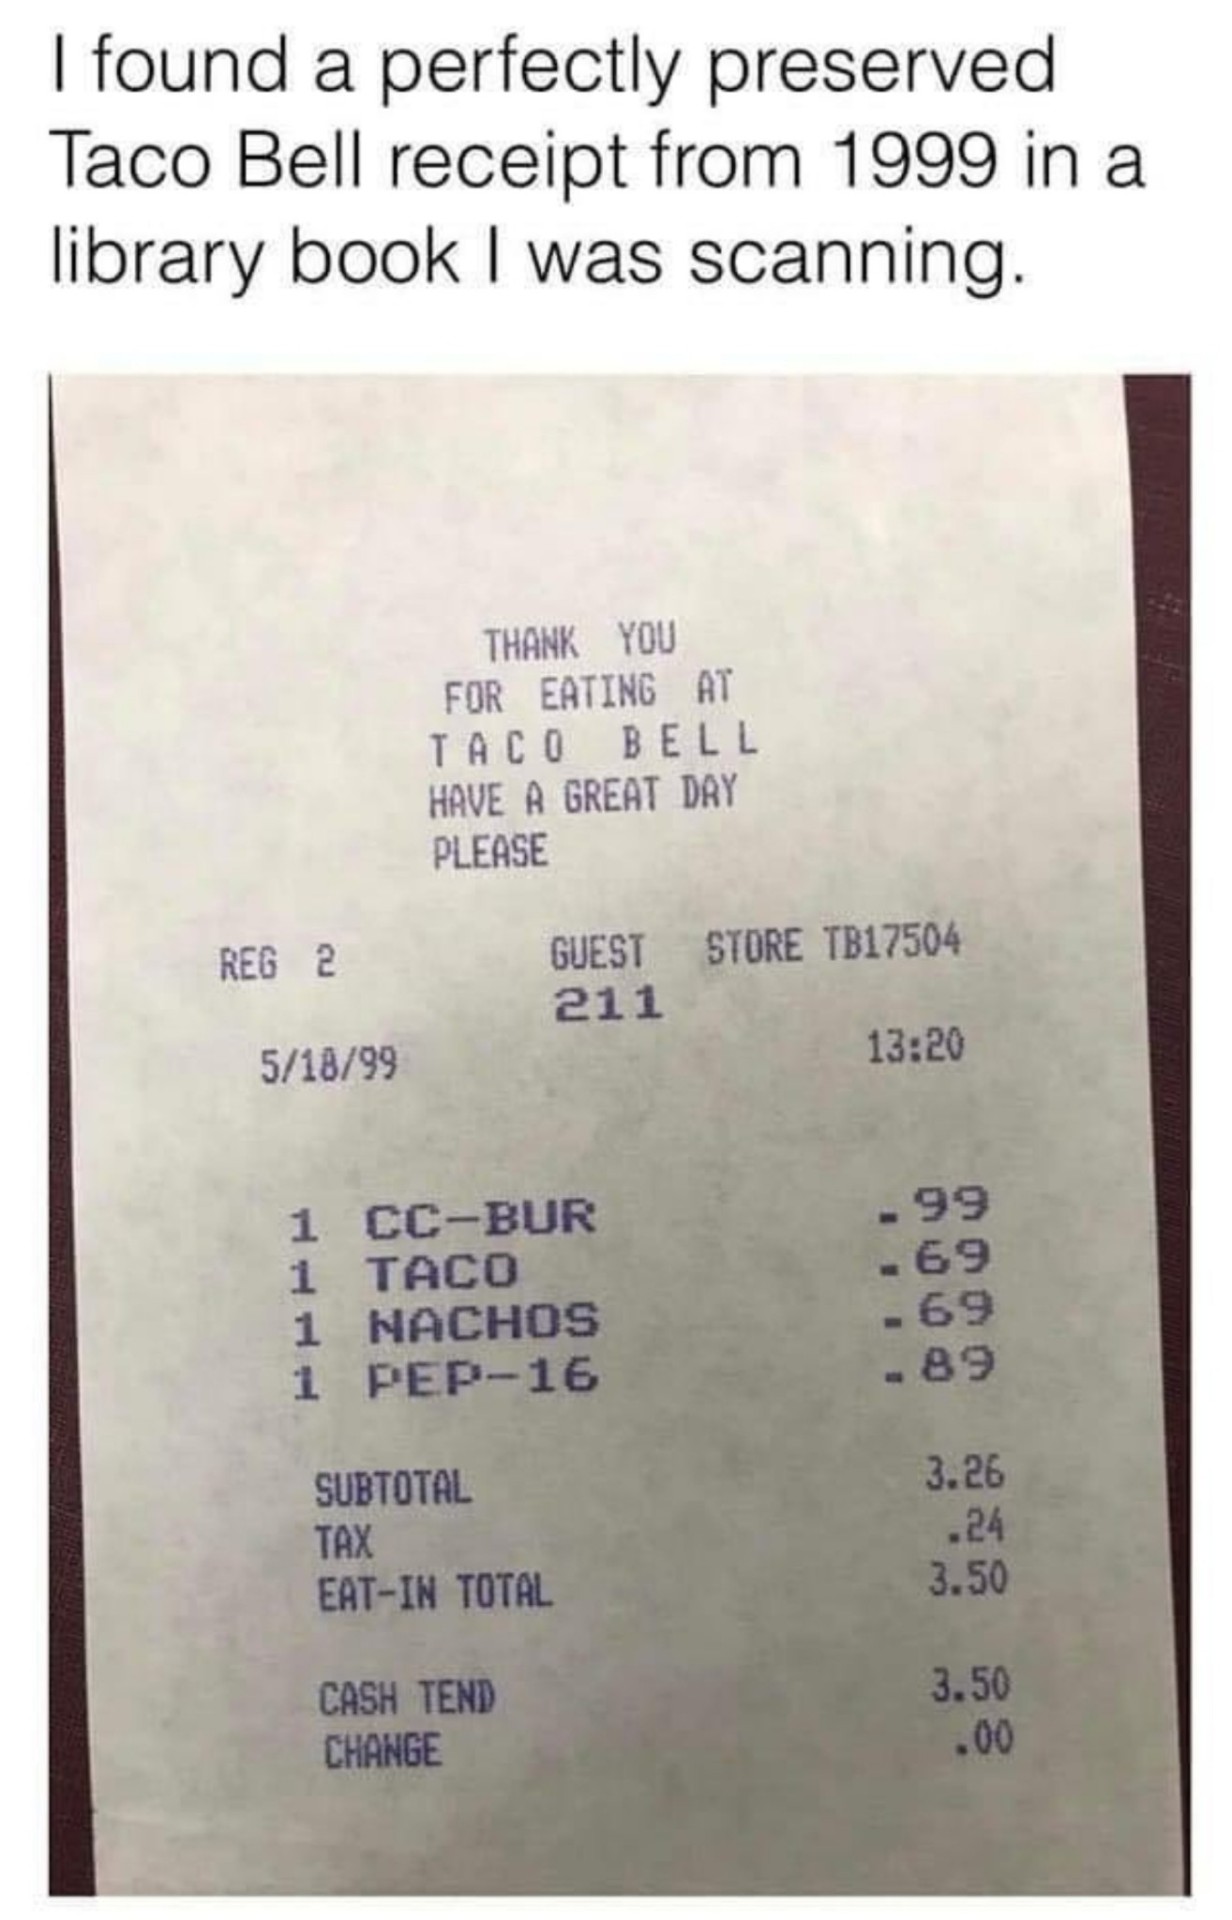 I found a perfectly preserved
Taco Bell receipt from 1999 in a
library book I was scanning.
THANK YOU
FOR EATING AT
TACO BELL
HAVE A GREAT DAY
PLEASE
REG 2 GUEST STORE TB17504
211
5/18/99 13:20
1 CC-BUR .99
1 TACO .69
1 NACHOS .69
1 PEP-16 .89
SUBTOTAL 3.26
TAX .24
EAT-IN TOTAL 3.50
CASH TEND 3.50
CHANGE .00